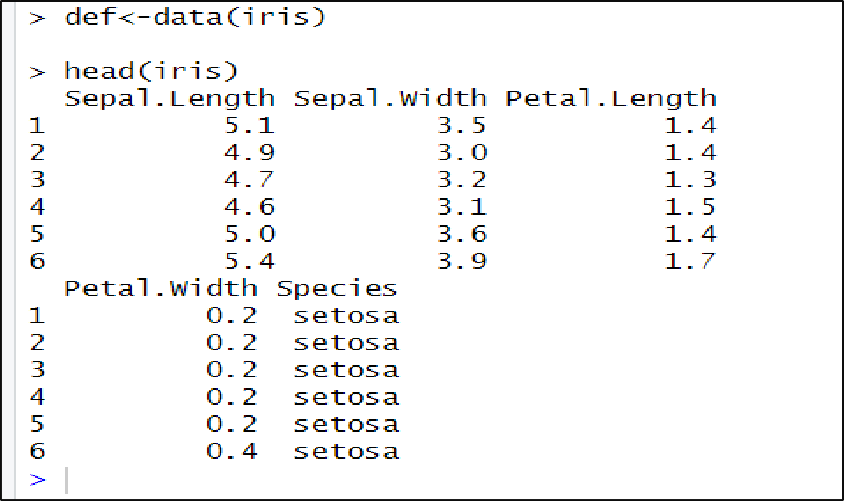 > def<-data(iris)
> head(iris)
  Sepal.Length Sepal.Width Petal.Length
1          5.1         3.5          1.4
2          4.9         3.0          1.4
3          4.7         3.2          1.3
4          4.6         3.1          1.5
5          5.0         3.6          1.4
6          5.4         3.9          1.7
  Petal.Width Species
1         0.2  setosa
2         0.2  setosa
3         0.2  setosa
4         0.2  setosa
5         0.2  setosa
6         0.4  setosa
>